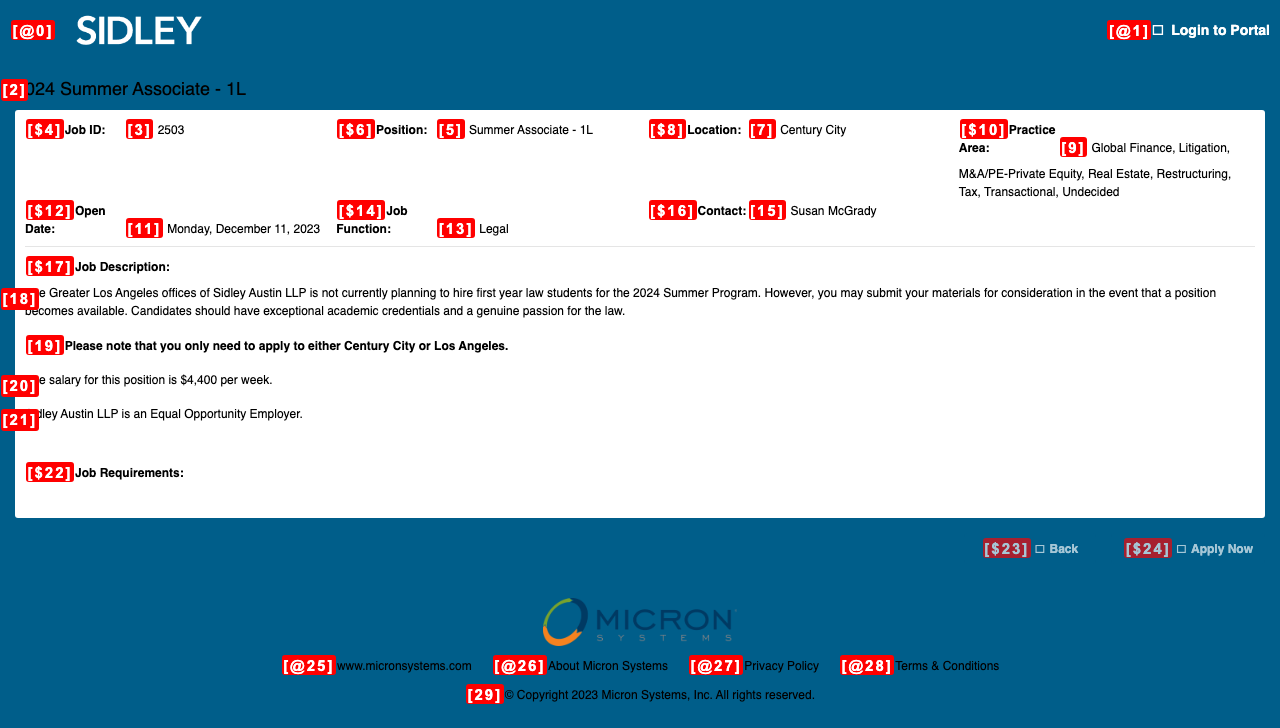 [@0] SIDLEY [@1] Login to Portal
[2]024 Summer Associate - 1L
[$4]Job ID: [3] 2503 [$6]Position: [5] Summer Associate - 1L [$8]Location: [7] Century City [$10]Practice
Area: [9] Global Finance, Litigation,
M&A/PE-Private Equity, Real Estate, Restructuring,
Tax, Transactional, Undecided
[$12]Open [$14]Job [$16]Contact: [15] Susan McGrady
Date: [11] Monday, December 11, 2023 Function: [13] Legal
[$17]Job Description:
[18]e Greater Los Angeles offices of Sidley Austin LLP is not currently planning to hire first year law students for the 2024 Summer Program. However, you may submit your materials for consideration in the event that a position
becomes available. Candidates should have exceptional academic credentials and a genuine passion for the law.
[19]Please note that you only need to apply to either Century City or Los Angeles.
[20]e salary for this position is $4,400 per week.
[21]dley Austin LLP is an Equal Opportunity Employer.
[$22]Job Requirements:
[$23] Back [$24] Apply Now
MICRON
SYSTEMS
[@25]www.micronsystems.com [@26]About Micron Systems [@27]Privacy Policy [@28]Terms & Conditions
[29]© Copyright 2023 Micron Systems, Inc. All rights reserved.